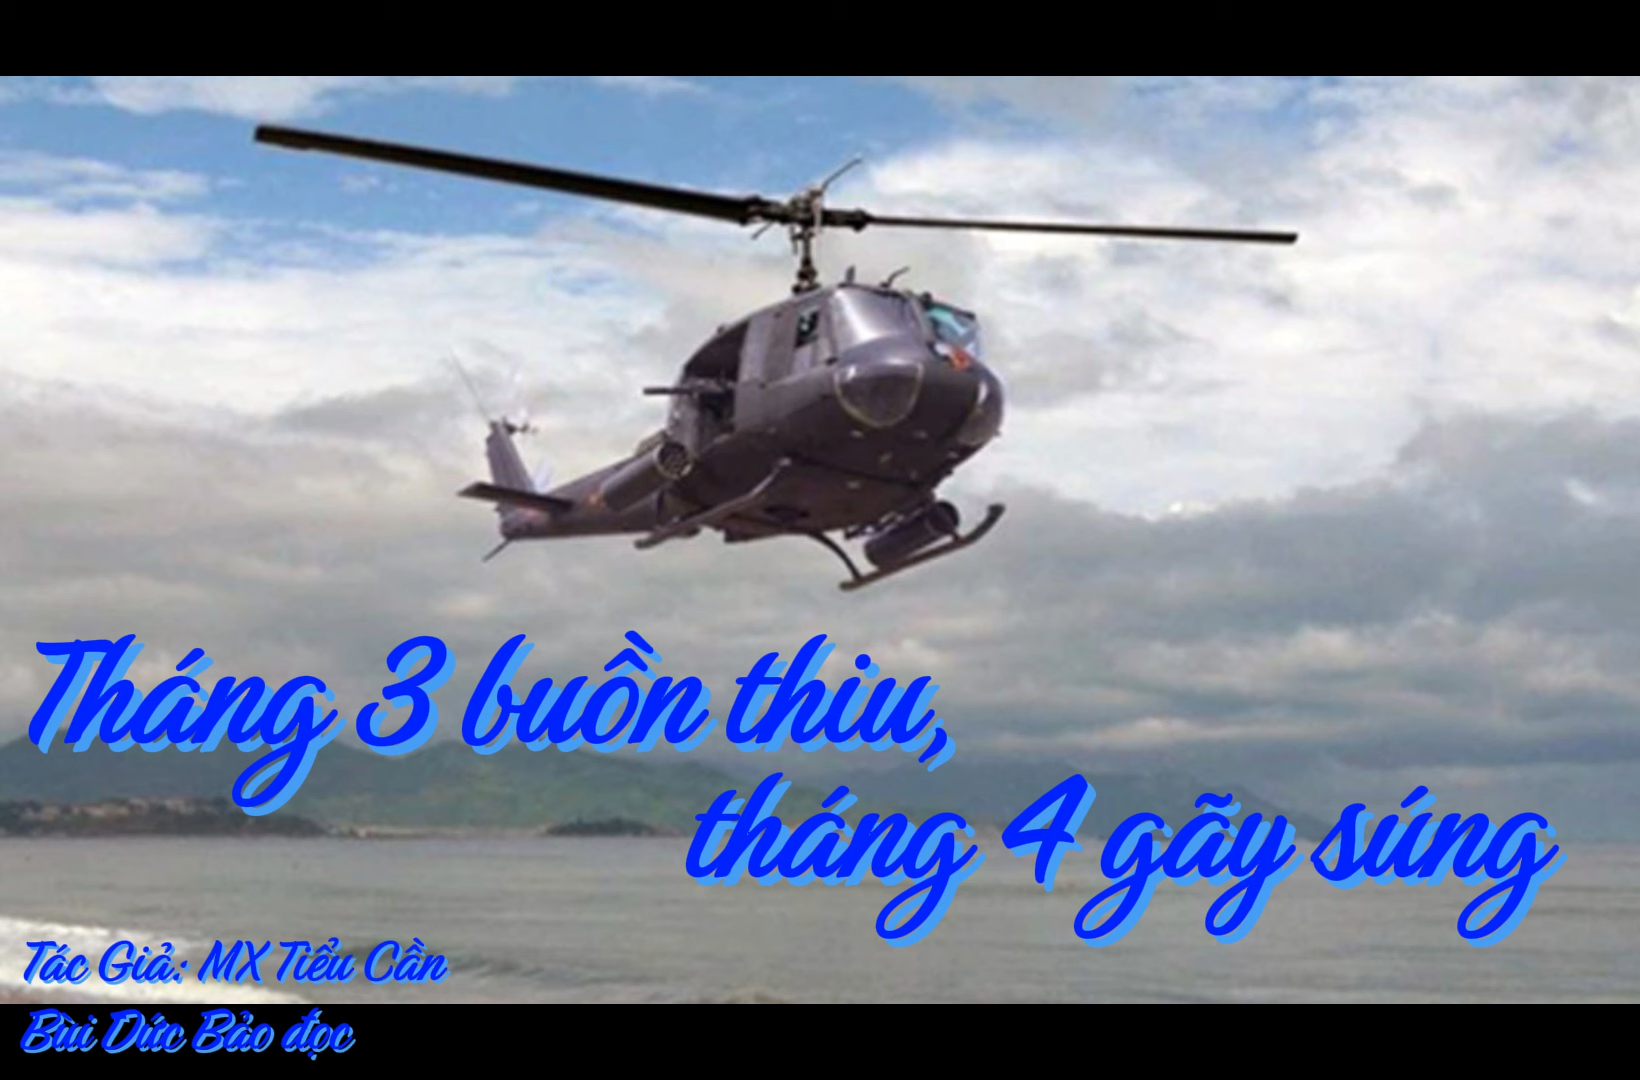 Tháng 3 buồn thiu,
tháng 4 gãy súng
Tác Giả: MX Tiểu Cần
Bùi Đức Bảo đọc